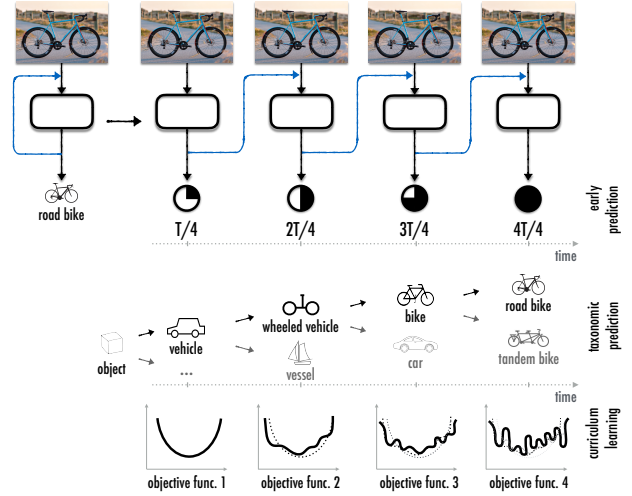 road bike
T/4
2T/4
3T/4
4T/4
early
prediction
time
object
vehicle
...
wheeled vehicle
vessel
bike
car
road bike
tandem bike
taxonomic
prediction
time
curriculum
learning
objective func. 1
objective func. 2
objective func. 3
objective func. 4